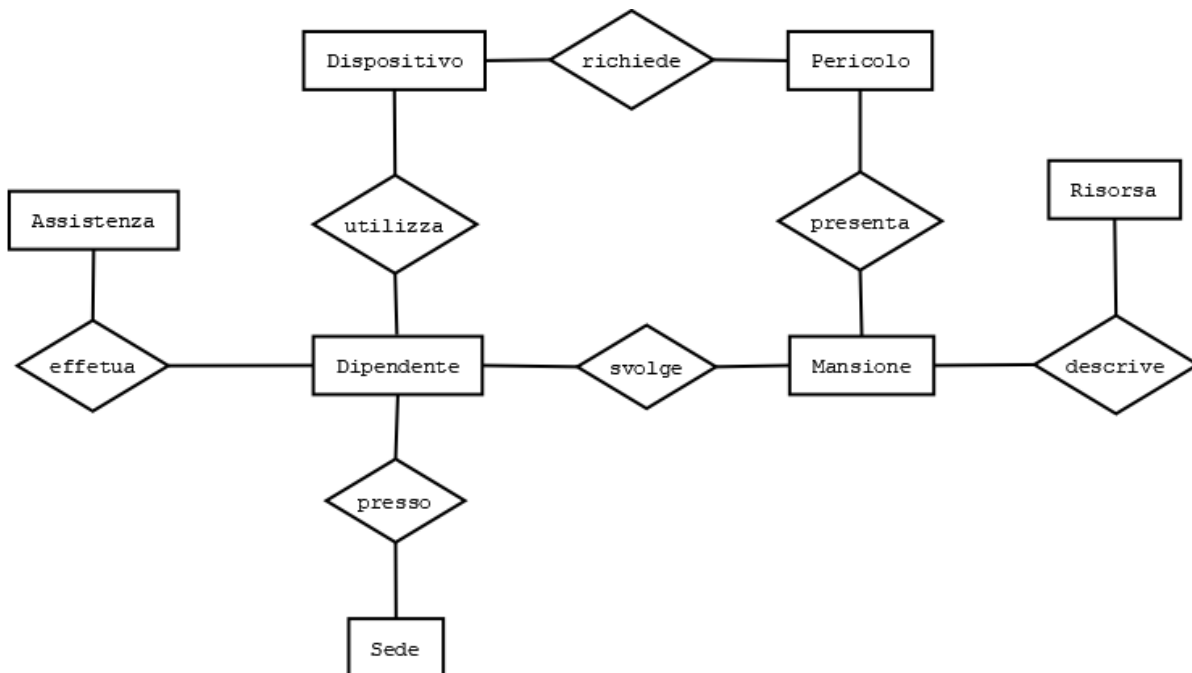 Dispositivo
richiede
Pericolo
Assistenza
utilizza
presenta
Risorsa
effetua
Dipendente
svolge
Mansione
descrive
presso
Sede